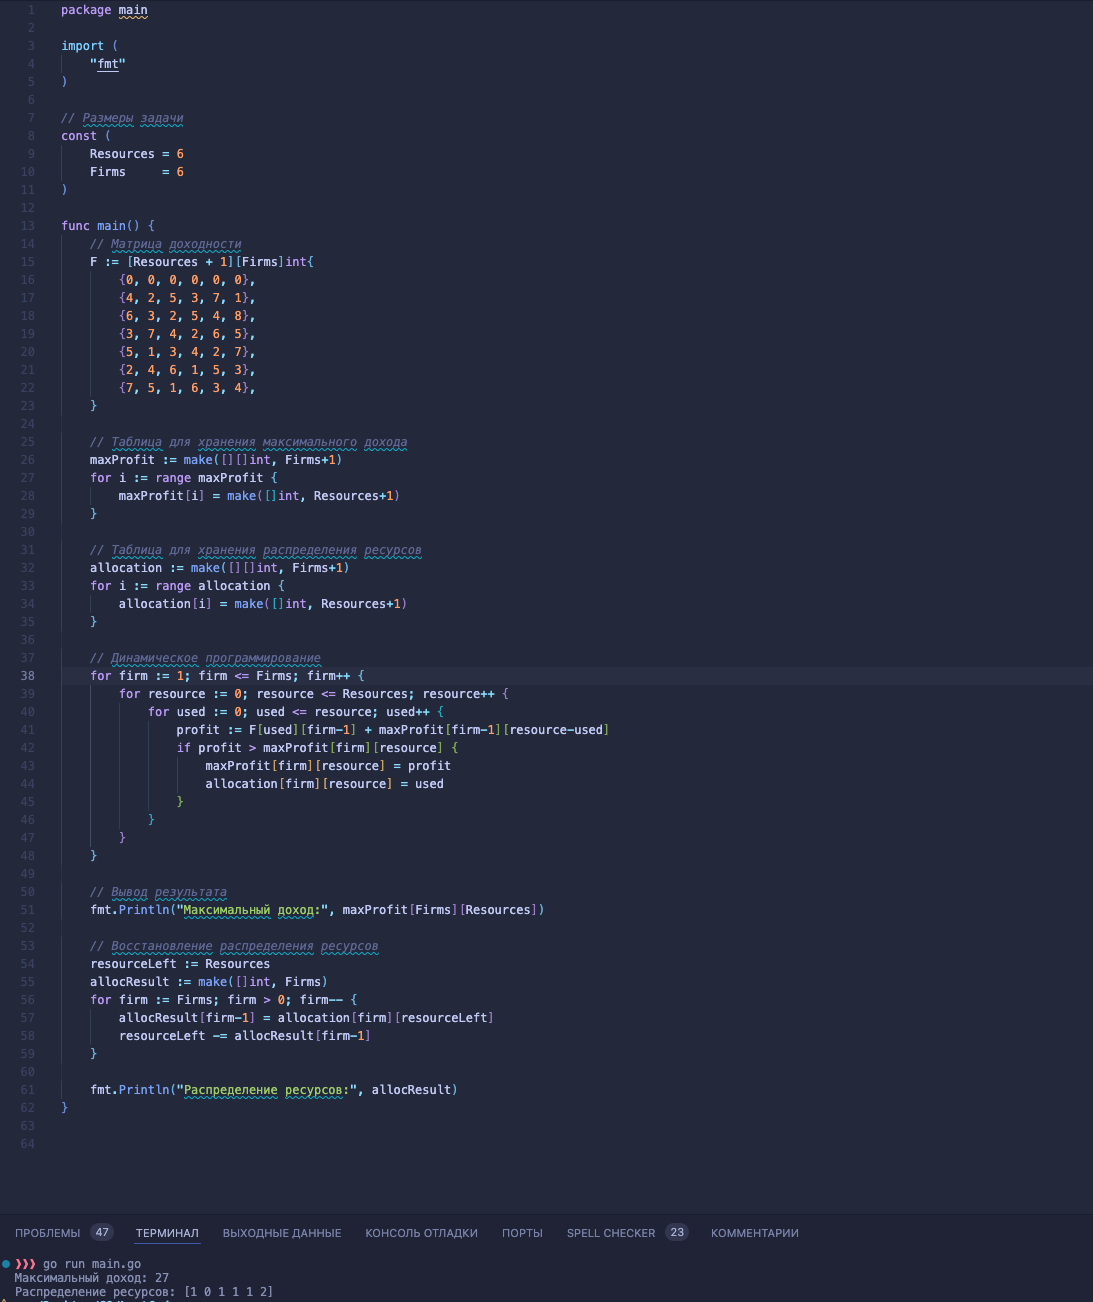 1 package main
2
3 import (
4     "fmt"
5 )
6
7 // Размеры задачи
8 const (
9     Resources = 6
10     Firms     = 6
11 )
12
13 func main() {
14     // Матрица доходности
15     F := [Resources + 1][Firms]int{
16         {0, 0, 0, 0, 0, 0},
17         {4, 2, 5, 3, 7, 1},
18         {6, 3, 2, 5, 4, 8},
19         {3, 7, 4, 2, 6, 5},
20         {5, 1, 3, 4, 2, 7},
21         {2, 4, 6, 1, 5, 3},
22         {7, 5, 1, 6, 3, 4},
23     }
24
25     // Таблица для хранения максимального дохода
26     maxProfit := make([][]int, Firms+1)
27     for i := range maxProfit {
28         maxProfit[i] = make([]int, Resources+1)
29     }
30
31     // Таблица для хранения распределения ресурсов
32     allocation := make([][]int, Firms+1)
33     for i := range allocation {
34         allocation[i] = make([]int, Resources+1)
35     }
36
37     // Динамическое программирование
38     for firm := 1; firm <= Firms; firm++ {
39         for resource := 0; resource <= Resources; resource++ {
40             for used := 0; used <= resource; used++ {
41                 profit := F[used][firm-1] + maxProfit[firm-1][resource-used]
42                 if profit > maxProfit[firm][resource] {
43                     maxProfit[firm][resource] = profit
44                     allocation[firm][resource] = used
45                 }
46             }
47         }
48     }
49
50     // Вывод результата
51     fmt.Println("Максимальный доход:", maxProfit[Firms][Resources])
52
53     // Восстановление распределения ресурсов
54     resourceLeft := Resources
55     allocResult := make([]int, Firms)
56     for firm := Firms; firm > 0; firm-- {
57         allocResult[firm-1] = allocation[firm][resourceLeft]
58         resourceLeft -= allocResult[firm-1]
59     }
60
61     fmt.Println("Распределение ресурсов:", allocResult)
62 }
63
64
ПРОБЛЕМЫ 47 ТЕРМИНАЛ ВЫХОДНЫЕ ДАННЫЕ КОНСОЛЬ ОТЛАДКИ ПОРТЫ SPELL CHECKER 23 КОММЕНТАРИИ
❯❯❯ go run main.go
Максимальный доход: 27
Распределение ресурсов: [1 0 1 1 1 2]